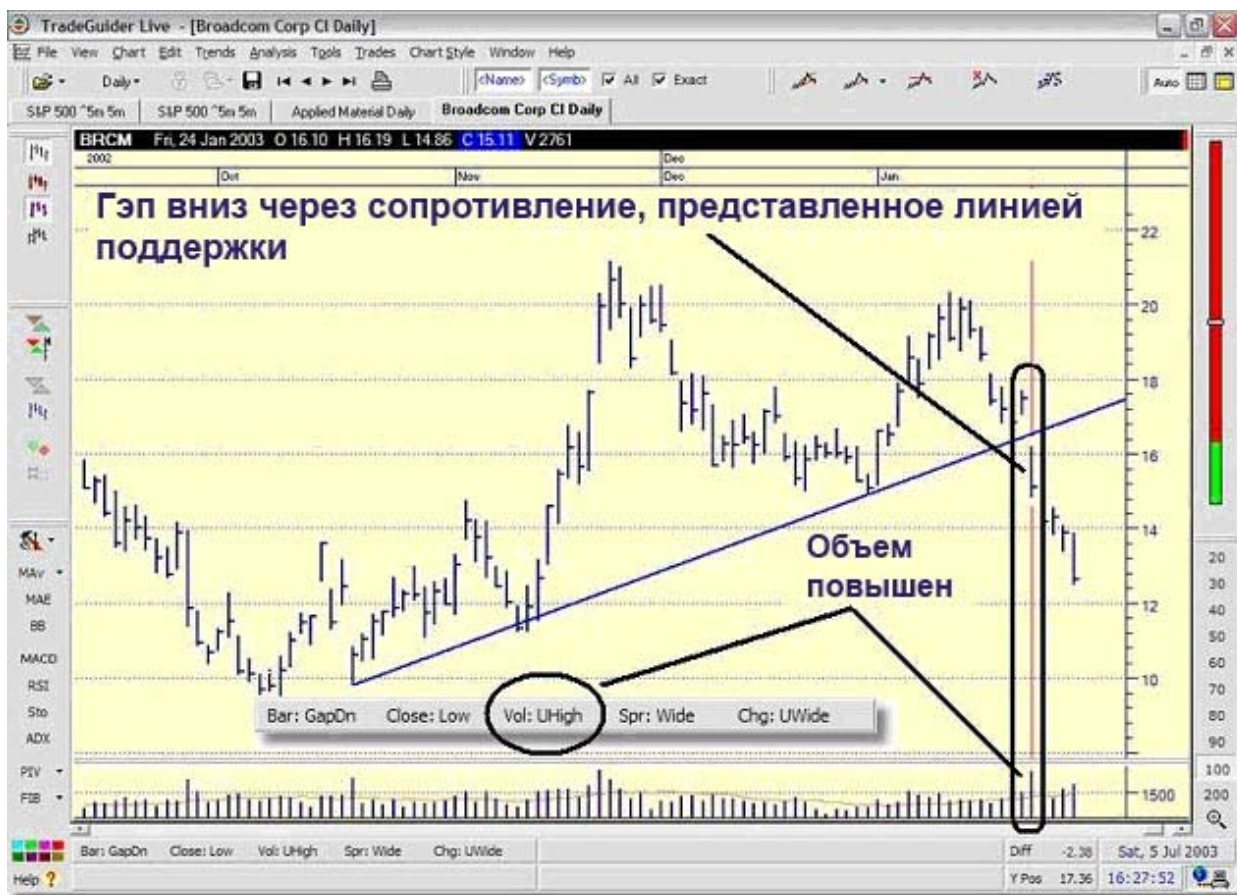 TradeGuider Live - [Broadcom Corp CI Daily]
File View Chart Edit Trends Analysis Tools Trades Chart Style Window Help
Daily <Name> <Symb> All Exact Auto
S&P 500 ^5m 5m S&P 500 ^5m 5m Applied Material Daily Broadcom Corp CI Daily
BRCM Fri, 24 Jan 2003 O 16.10 H 16.19 L 14.86 C 15.11 V 2761
2002 Dec
Oct Nov Dec Jan
Гэп вниз через сопротивление, представленное линией
поддержки
22
20
18
16
14
12
10
Объем
повышен
Bar: GapDn Close: Low Vol: UHigh Spr: Wide Chg: UWide
1500
MAv
MAE
BB
MACD
RSI
Sto
ADX
PIV
FIB
20
30
40
50
60
70
80
90
100
200
Bar: GapDn Close: Low Vol: UHigh Spr: Wide Chg: UWide Diff -2.38 Sat, 5 Jul 2003
Help ? Y Pos 17.36 16:27:52